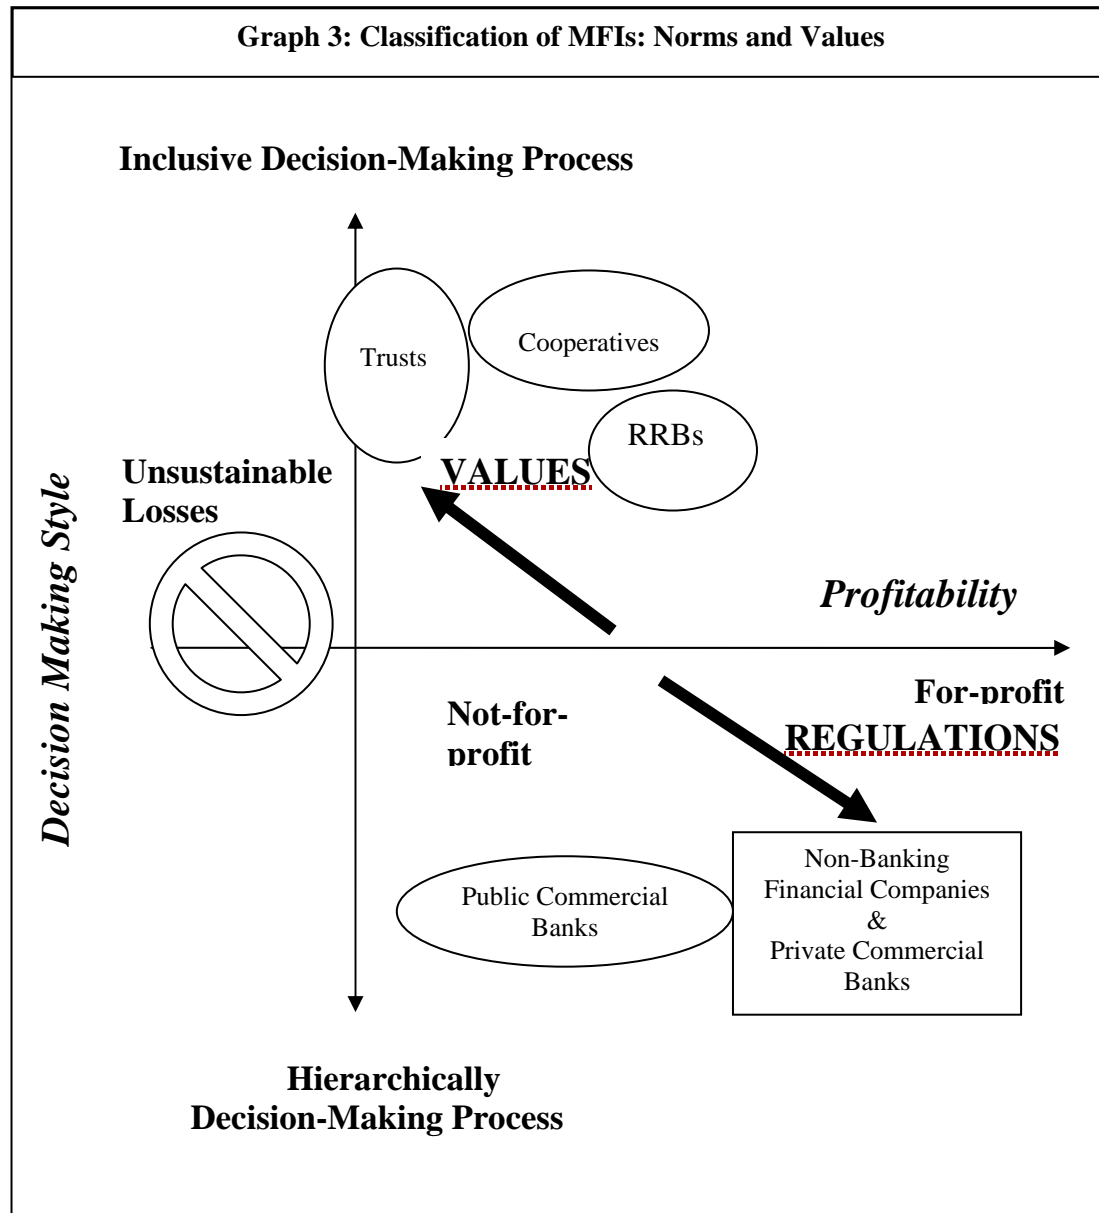 Graph 3: Classification of MFIs: Norms and Values
Inclusive Decision-Making Process
Trusts
Cooperatives
RRBs
VALUES
Unsustainable
Losses
Decision Making Style
Profitability
Not-for-
profit
For-profit
REGULATIONS
Public Commercial
Banks
Non-Banking
Financial Companies
&
Private Commercial
Banks
Hierarchically
Decision-Making Process